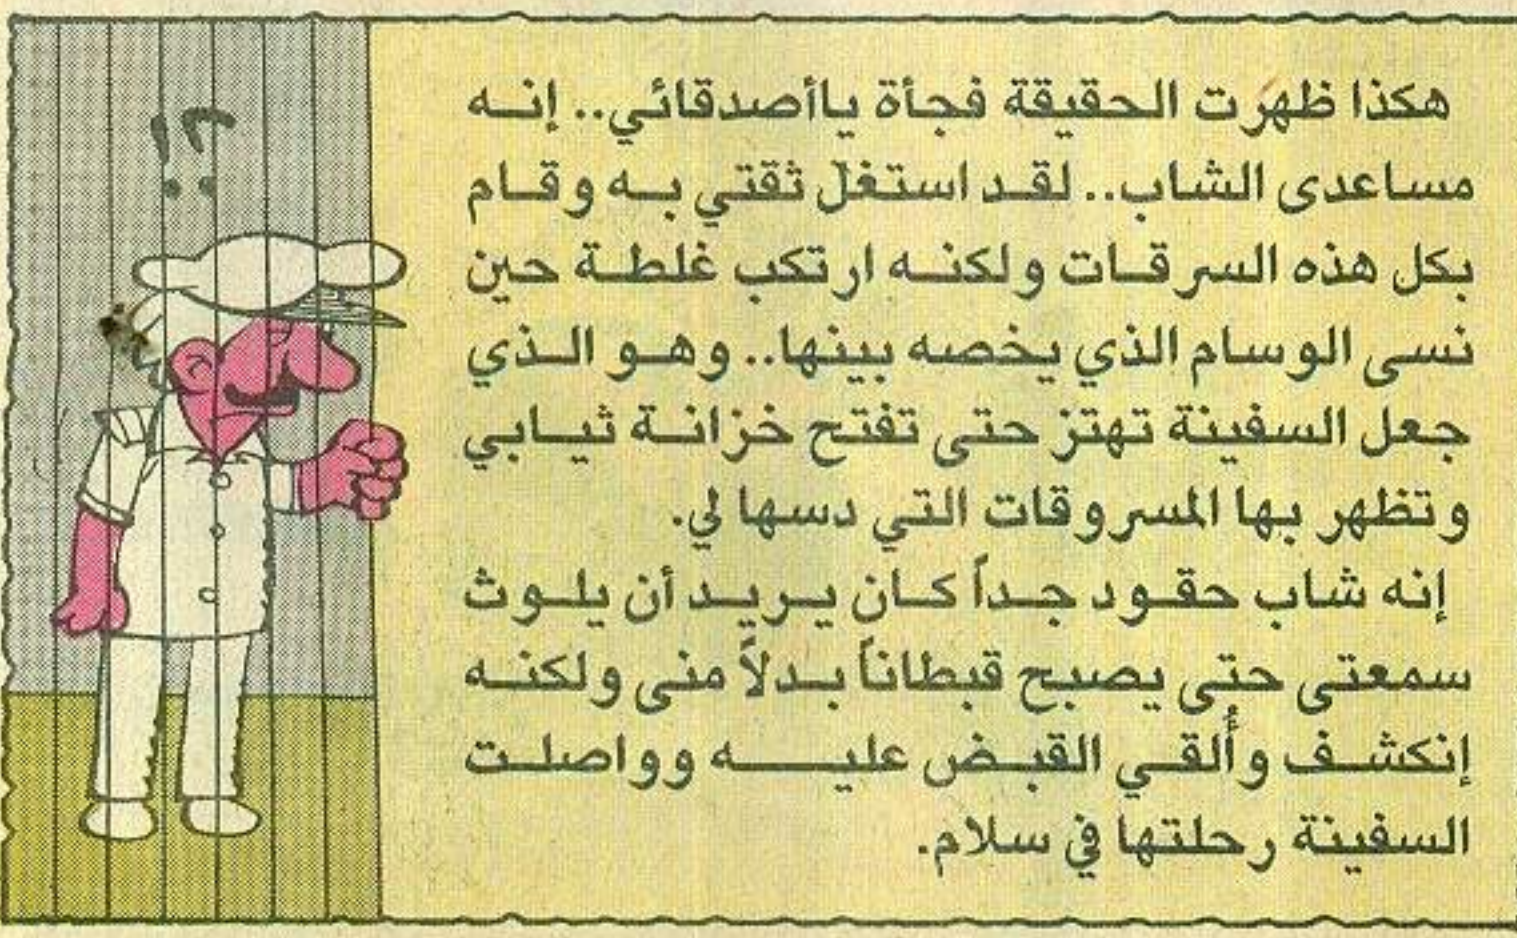 هكذا ظهرت الحقيقة فجأة ياأصدقائي.. إنه
مساعدى الشاب.. لقد استغل ثقتي به وقام
بكل هذه السرقات ولكنه ارتكب غلطة حين
نسى الوسام الذي يخصه بينها.. وهو الذي
جعل السفينة تهتز حتى تفتح خزانة ثيابي
وتظهر بها المسروقات التي دسها لي.
إنه شاب حقود جداً كان يريد أن يلوث
سمعتى حتى يصبح قبطاناً بدلاً منى ولكنه
إنكشف وأُلقي القبض عليه وواصلت
السفينة رحلتها في سلام.